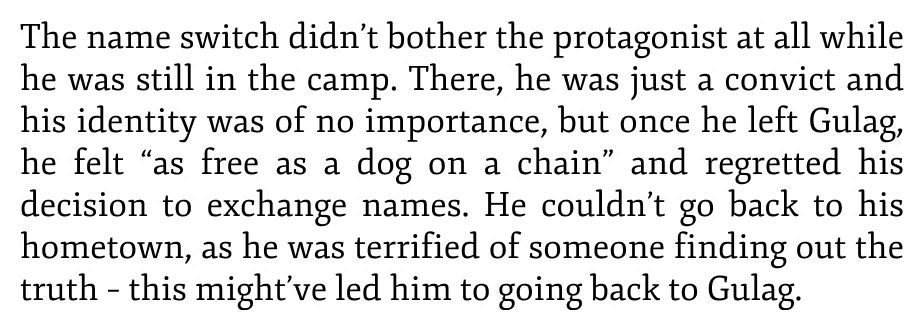 The name switch didn’t bother the protagonist at all while
he was still in the camp. There, he was just a convict and
his identity was of no importance, but once he left Gulag,
he felt “as free as a dog on a chain” and regretted his
decision to exchange names. He couldn’t go back to his
hometown, as he was terrified of someone finding out the
truth – this might’ve led him to going back to Gulag.